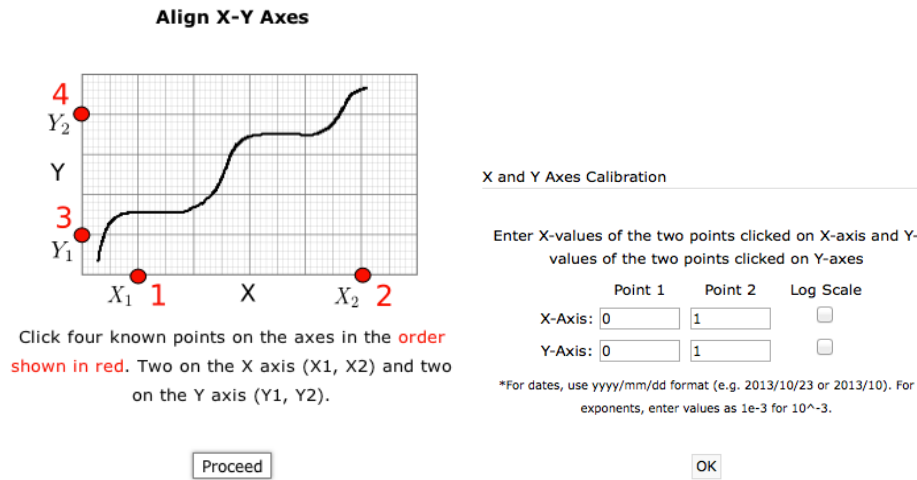 Align X-Y Axes
4
Y2
Y
3
Y1
X1 1 X X2 2
Click four known points on the axes in the order
shown in red. Two on the X axis (X1, X2) and two
on the Y axis (Y1, Y2).
Proceed
X and Y Axes Calibration
Enter X-values of the two points clicked on X-axis and Y-
values of the two points clicked on Y-axes
Point 1 Point 2 Log Scale
X-Axis: 0 1
Y-Axis: 0 1
*For dates, use yyyy/mm/dd format (e.g. 2013/10/23 or 2013/10). For
exponents, enter values as 1e-3 for 10^-3.
OK